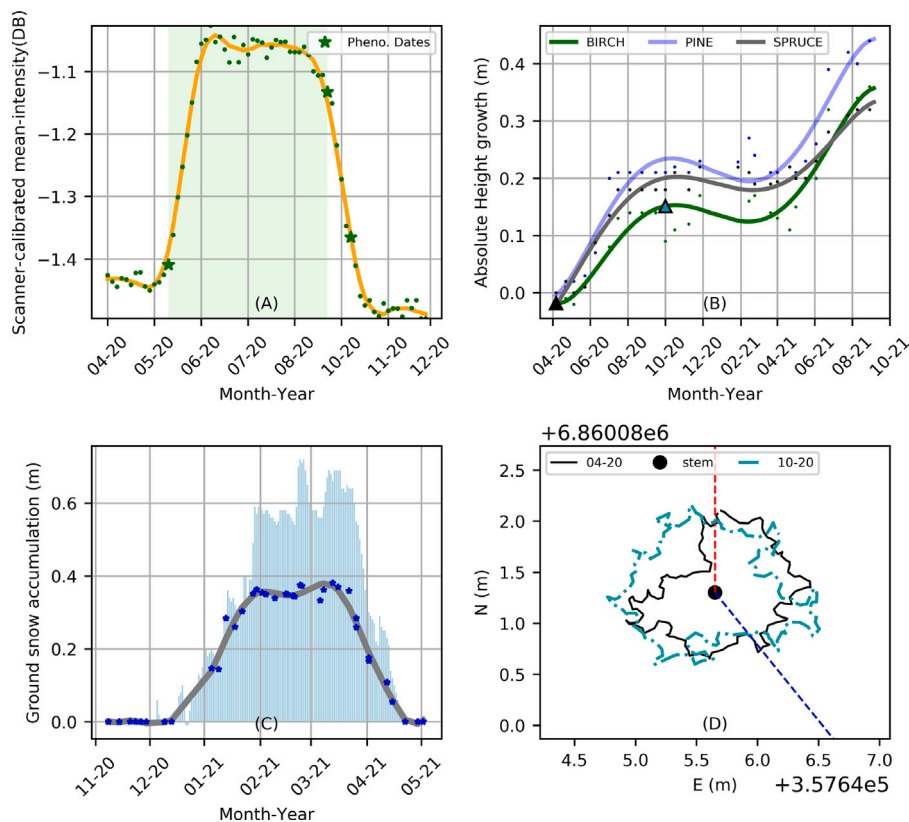 Pheno. Dates
−1.1
−1.2
−1.3
−1.4
Scanner-calibrated mean-intensity(DB)
(A)
04-20
05-20
06-20
08-20
10-20
12-20
Month-Year
BIRCH PINE SPRUCE
0.4
0.3
0.2
0.1
0.0
Absolute Height growth (m)
(B)
04-20
06-20
08-20
10-20
12-20
02-21
04-21
06-21
08-21
10-21
Month-Year
0.6
0.4
0.2
0.0
Ground snow accumulation (m)
(C)
11-20
12-20
01-21
02-21
03-21
04-21
05-21
Month-Year
+6.86008e6
04-20 stem 10-20
2.5
2.0
1.5
1.0
0.5
0.0
N (m)
(D)
4.5 5.0 5.5 6.0 6.5 7.0
E (m) +3.5764e5